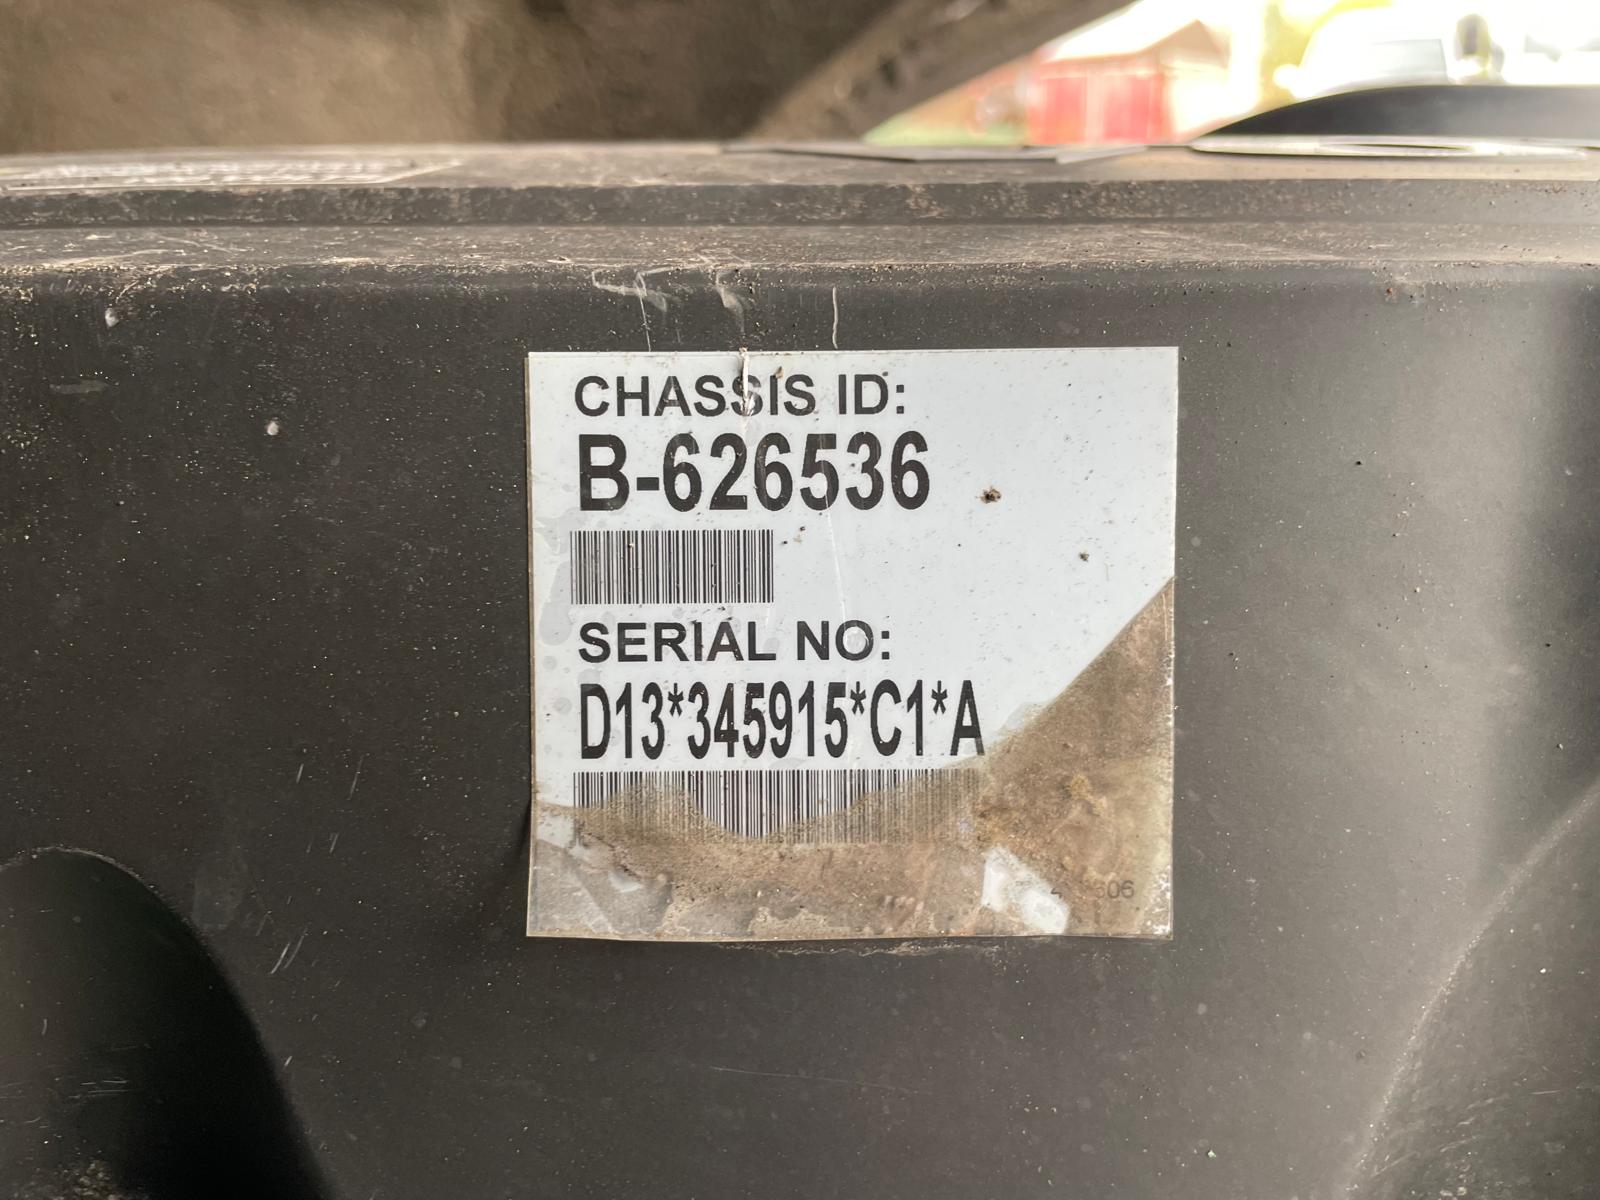 CHASSIS ID:
B-626536
SERIAL NO:
D13*345915*C1*A